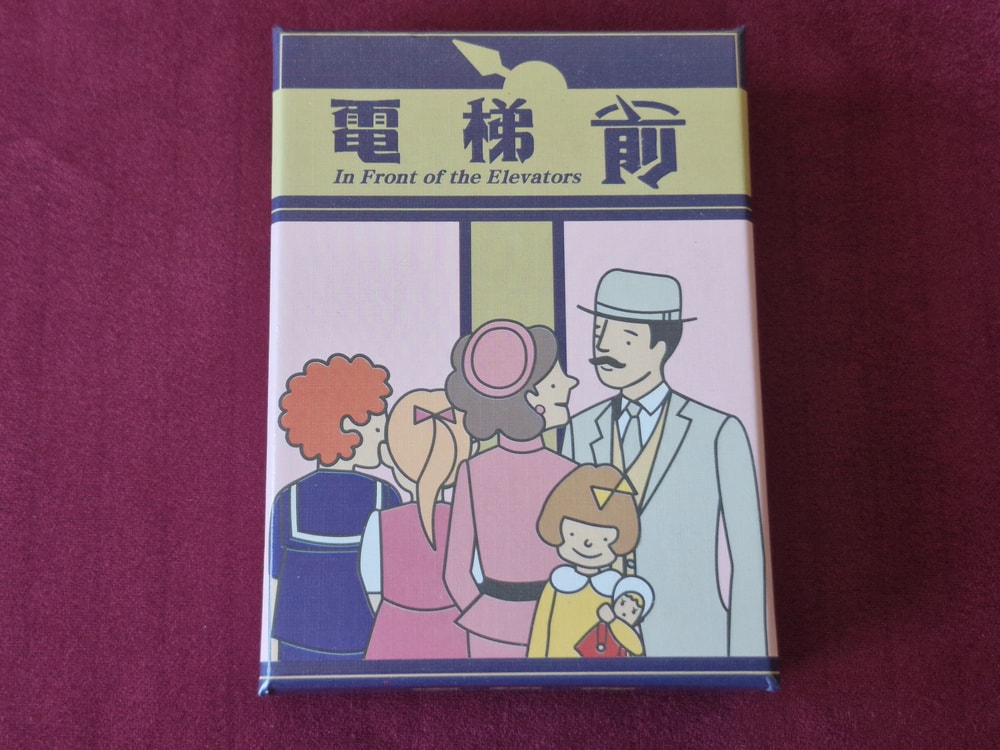 電梯前
In Front of the Elevators